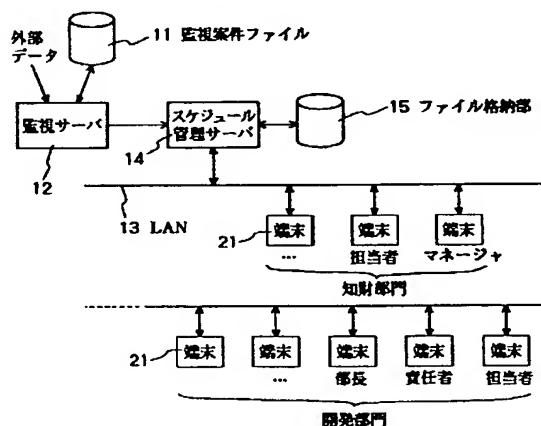 外部
データ
11 監視案件ファイル
監視サーバ
12
スケジュール
管理サーバ
14
15 ファイル格納部
13 LAN
21
端末
端末
端末
…
担当者
マネージャ
知財部門
21
端末
端末
端末
端末
端末
…
部長
責任者
担当者
開発部門